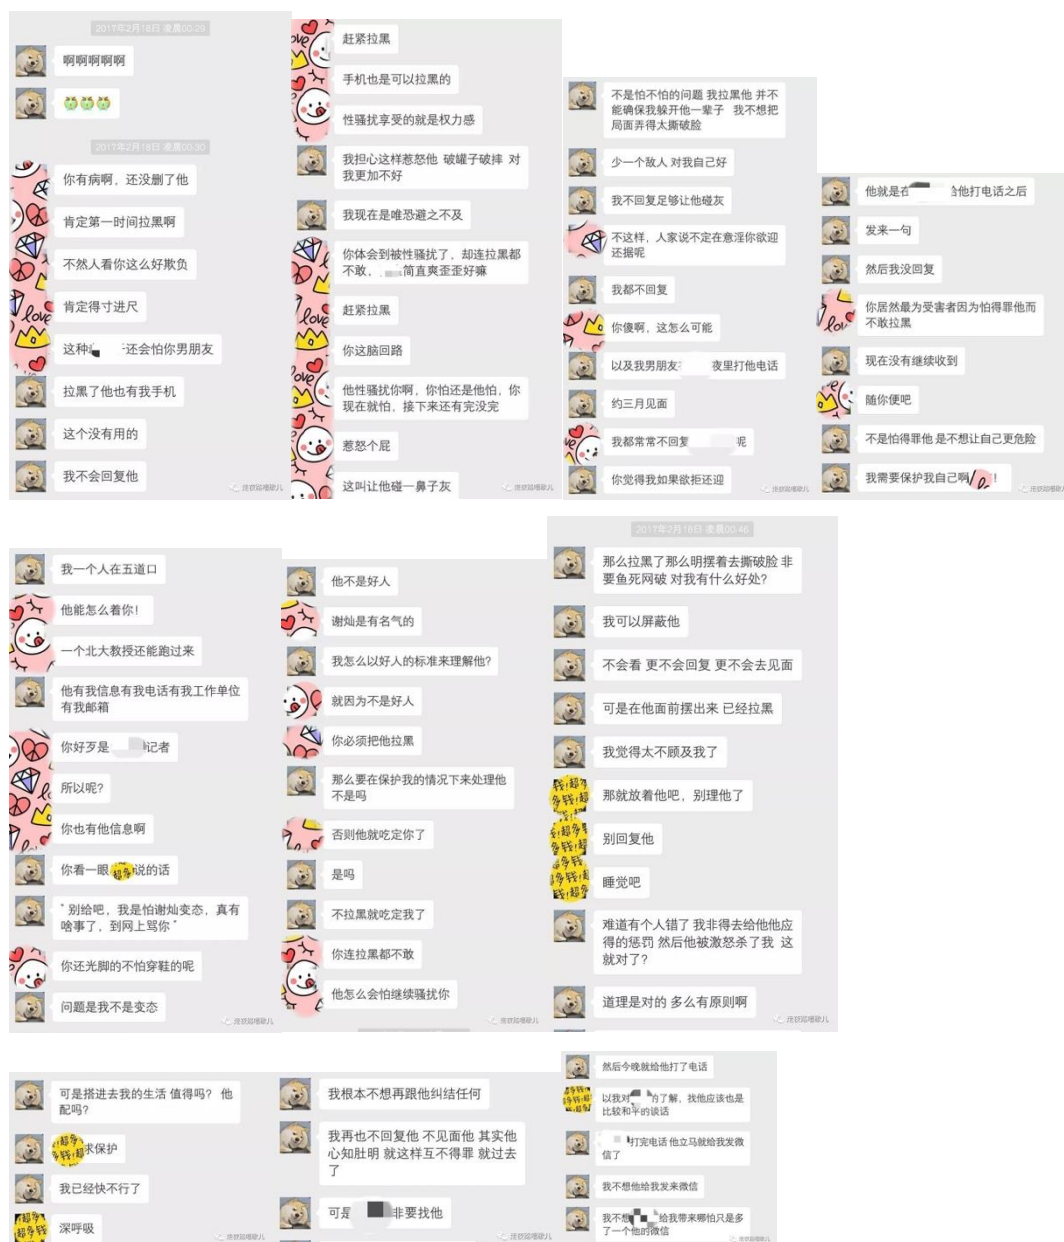 2017年2月18日 凌晨00:29
啊啊啊啊啊
2017年2月18日 凌晨00:30
你有病啊，还没删了他
肯定第一时间拉黑啊
不然人看你这么好欺负
肯定得寸进尺
这种
还会怕你男朋友
拉黑了他也有我手机
这个没有用的
我不会回复他
赶紧拉黑
手机也是可以拉黑的
性骚扰享受的就是权力感
我担心这样惹怒他 破罐子破摔 对
我更加不好
我现在是唯恐避之不及
你体会到被性骚扰了，却连拉黑都
不敢，
简直爽歪歪好嘛
赶紧拉黑
你这脑回路
他性骚扰你啊，你怕还是他怕，你
现在就怕，接下来还有完没完
惹怒个屁
这叫让他碰一鼻子灰
不是怕不怕的问题 我拉黑他 并不
能确保我躲开他一辈子 我不想把
局面弄得太撕破脸
少一个敌人 对我自己好
我不回复足够让他碰灰
不这样，人家说不定在意淫你欲迎
还据呢
我都不回复
你傻啊，这怎么可能
以及我男朋友
夜里打他电话
约三月见面
我都常常不回复
呢
你觉得我如果欲拒还迎
他就是在
给他打电话之后
发来一句
然后我没回复
你居然最为受害者因为怕得罪他而
不敢拉黑
现在没有继续收到
随你便吧
不是怕得罪他 是不想让自己更危险
我需要保护我自己啊
！
我一个人在五道口
他能怎么着你！
一个北大教授还能跑过来
他有我信息有我电话有我工作单位
有我邮箱
你好歹是
记者
所以呢？
你也有他信息啊
你看一眼
说的话
“ 别给吧，我是怕谢灿变态，真有
啥事了，到网上骂你 ”
你还光脚的不怕穿鞋的呢
问题是我不是变态
他不是好人
谢灿是有名气的
我怎么以好人的标准来理解他？
就因为不是好人
你必须把他拉黑
那么要在保护我的情况下来处理他
不是吗
否则他就吃定你了
是吗
不拉黑就吃定我了
你连拉黑都不敢
他怎么会怕继续骚扰你
2017年2月18日 凌晨00:46
那么拉黑了那么明摆着去撕破脸 非
要鱼死网破 对我有什么好处？
我可以屏蔽他
不会看 更不会回复 更不会去见面
可是在他面前摆出来 已经拉黑
我觉得太不顾及我了
那就放着他吧，别理他了
别回复他
睡觉吧
难道有个人错了 我非得去给他他应
得的惩罚 然后他被激怒杀了我 这
就对了？
道理是对的 多么有原则啊
可是搭进去我的生活 值得吗？ 他
配吗？
求保护
我已经快不行了
深呼吸
我根本不想再跟他纠结任何
我再也不回复他 不见面他 其实他
心知肚明 就这样互不得罪 就过去
了
可是
非要找他
然后今晚就给他打了电话
以我对
的了解，找他应该也是
比较和平的谈话
打完电话 他立马就给我发微
信了
我不想他给我发来微信
我不想
给我带来哪怕只是多
了一个他的微信